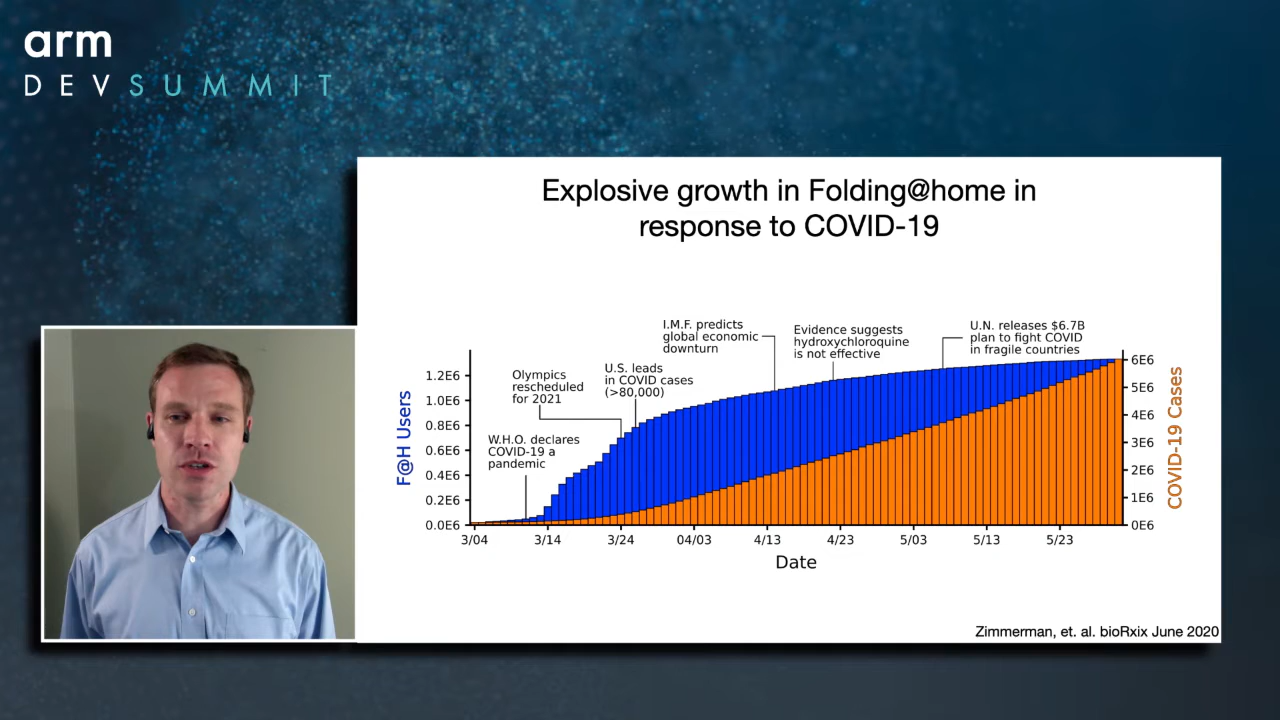 arm
DEVSUMMIT
Explosive growth in Folding@home in
response to COVID-19
I.M.F. predicts
global economic
downturn
Evidence suggests
hydroxychloroquine
is not effective
U.N. releases $6.7B
plan to fight COVID
in fragile countries
Olympics
rescheduled
for 2021
U.S. leads
in COVID cases
(>80,000)
W.H.O. declares
COVID-19 a
pandemic
F@H Users
1.2E6
1.0E6
0.8E6
0.6E6
0.4E6
0.2E6
0.0E6
6E6
5E6
4E6
3E6
2E6
1E6
0E6
COVID-19 Cases
3/04 3/14 3/24 04/03 4/13 4/23 5/03 5/13 5/23
Date
Zimmerman, et. al. bioRxix June 2020